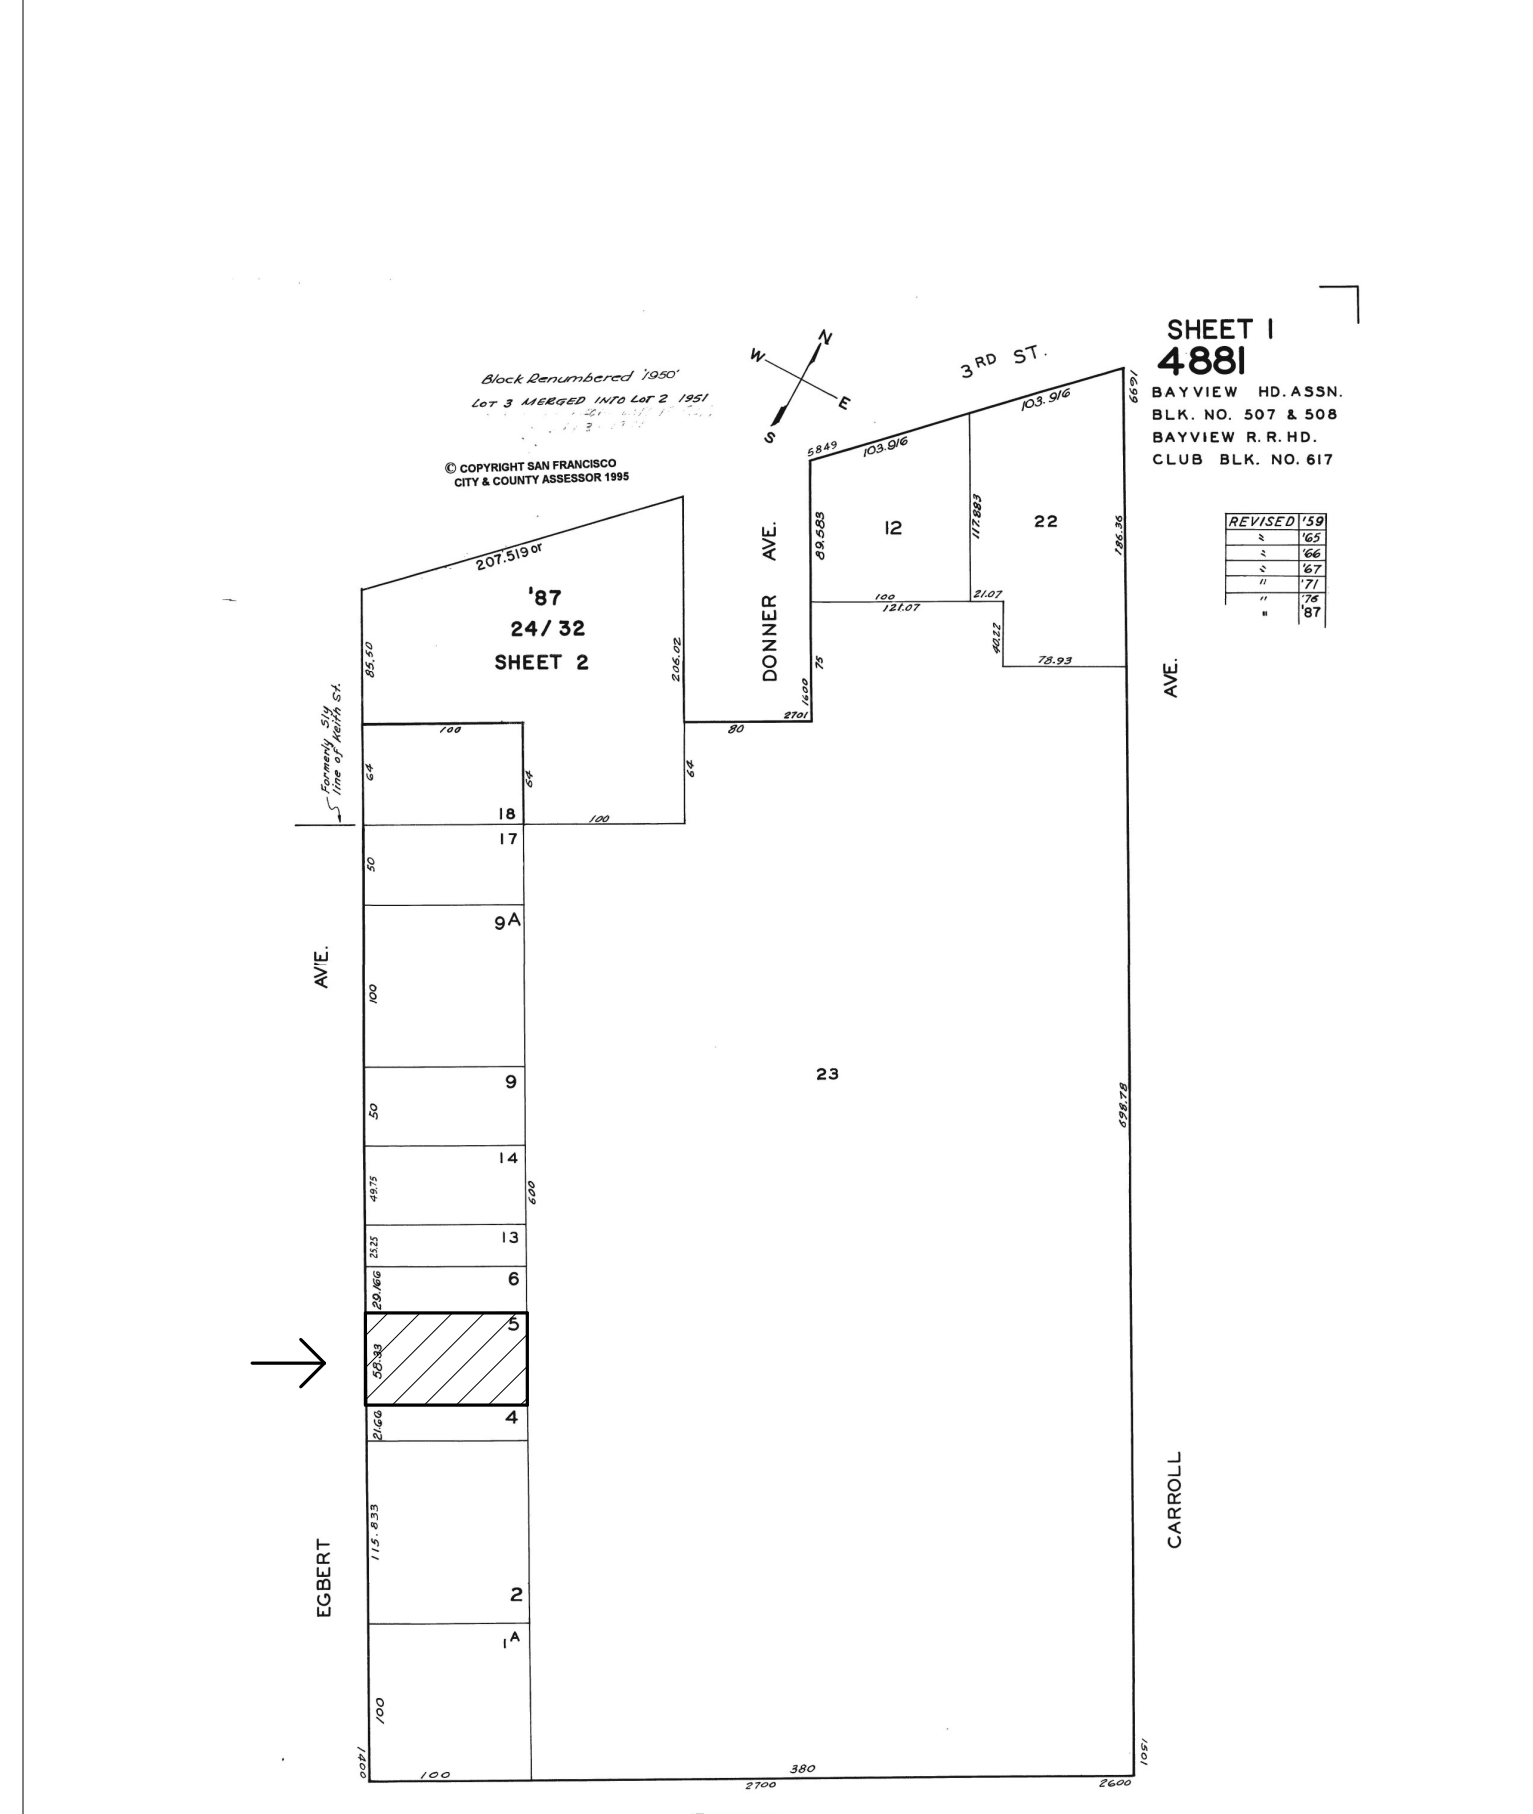 SHEET 1
4881
BAYVIEW HD. ASSN.
BLK. NO. 507 & 508
BAYVIEW R. R. HD.
CLUB BLK. NO. 617
REVISED '59
" '65
" '66
" '67
" '71
" '76
" '87
N
W
E
S
3RD ST.
Block Renumbered '1950'
LOT 3 MERGED INTO LOT 2 1951
© COPYRIGHT SAN FRANCISCO
CITY & COUNTY ASSESSOR 1995
5849
103.916
103.916
1699
89.583
12
117.883
22
186.36
100
121.07
21.07
40.22
78.93
75
1600
2701
80
DONNER AVE.
207.519 or
'87
24/32
SHEET 2
85.50
206.02
100
64
64
64
100
Formerly Sly
line of Keith St.
18
17
50
9A
100
9
50
14
49.75
600
13
25.25
6
29.166
5
58.33
4
21.66
115.833
2
1A
100
1400
100
23
698.78
380
2700
2600
1501
EGBERT AVE.
CARROLL AVE.